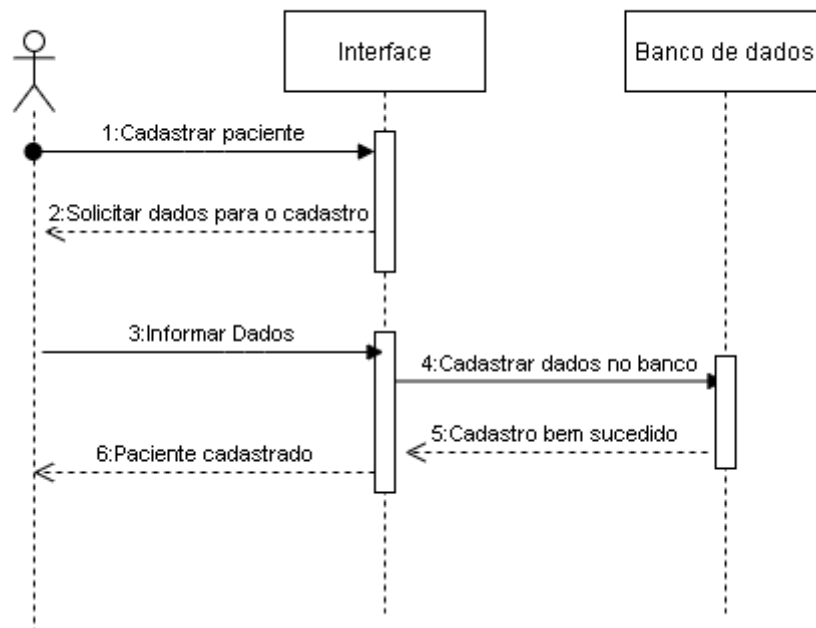 Interface
Banco de dados
1:Cadastrar paciente
2:Solicitar dados para o cadastro
3:Informar Dados
4:Cadastrar dados no banco
5:Cadastro bem sucedido
6:Paciente cadastrado